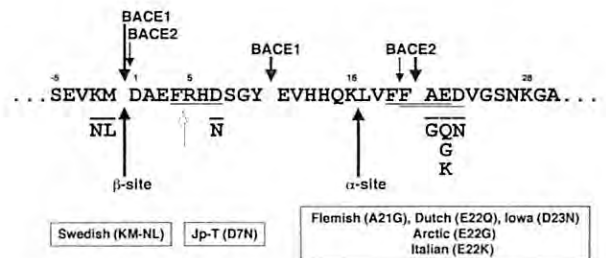 BACE1
BACE2 BACE1 BACE2
-5 1 5 16 28
...SEVKM DAEFRHDSGY EVHHQKLVFF AEDVGSNKGA...
NL N GQN
G
K
β-site α-site
Swedish (KM-NL) Jp-T (D7N) Flemish (A21G), Dutch (E22Q), Iowa (D23N)
Arctic (E22G)
Italian (E22K)